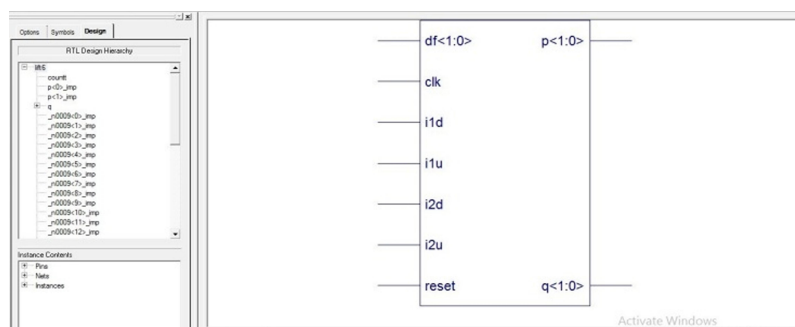 Options Symbols Design
RTL Design Hierarchy
lift6
countt
p<0>_imp
p<1>_imp
q
_n0009<0>_imp
_n0009<1>_imp
_n0009<2>_imp
_n0009<3>_imp
_n0009<4>_imp
_n0009<5>_imp
_n0009<6>_imp
_n0009<7>_imp
_n0009<8>_imp
_n0009<9>_imp
_n0009<10>_imp
_n0009<11>_imp
_n0009<12>_imp
Instance Contents
Pins
Nets
Instances
df<1:0> p<1:0>
clk
i1d
i1u
i2d
i2u
reset q<1:0>
Activate Windows